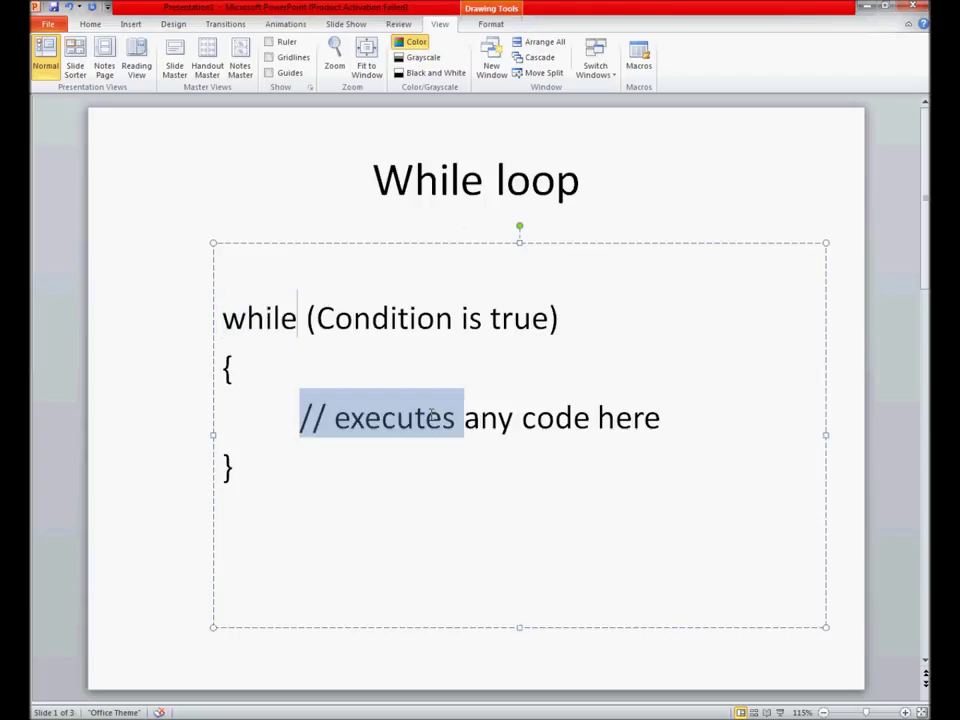 Presentation1 - Microsoft PowerPoint (Product Activation Failed)
Drawing Tools
File Home Insert Design Transitions Animations Slide Show Review View Format
Normal Slide Sorter Notes Page Reading View
Slide Master Handout Master Notes Master
Ruler
Gridlines
Guides
Zoom Fit to Window
Color
Grayscale
Black and White
New Window
Arrange All
Cascade
Move Split
Switch Windows
Macros
Presentation Views Master Views Show Zoom Color/Grayscale Window Macros
While loop
while (Condition is true)
{
// executes any code here
}
Slide 1 of 3 "Office Theme" 115%